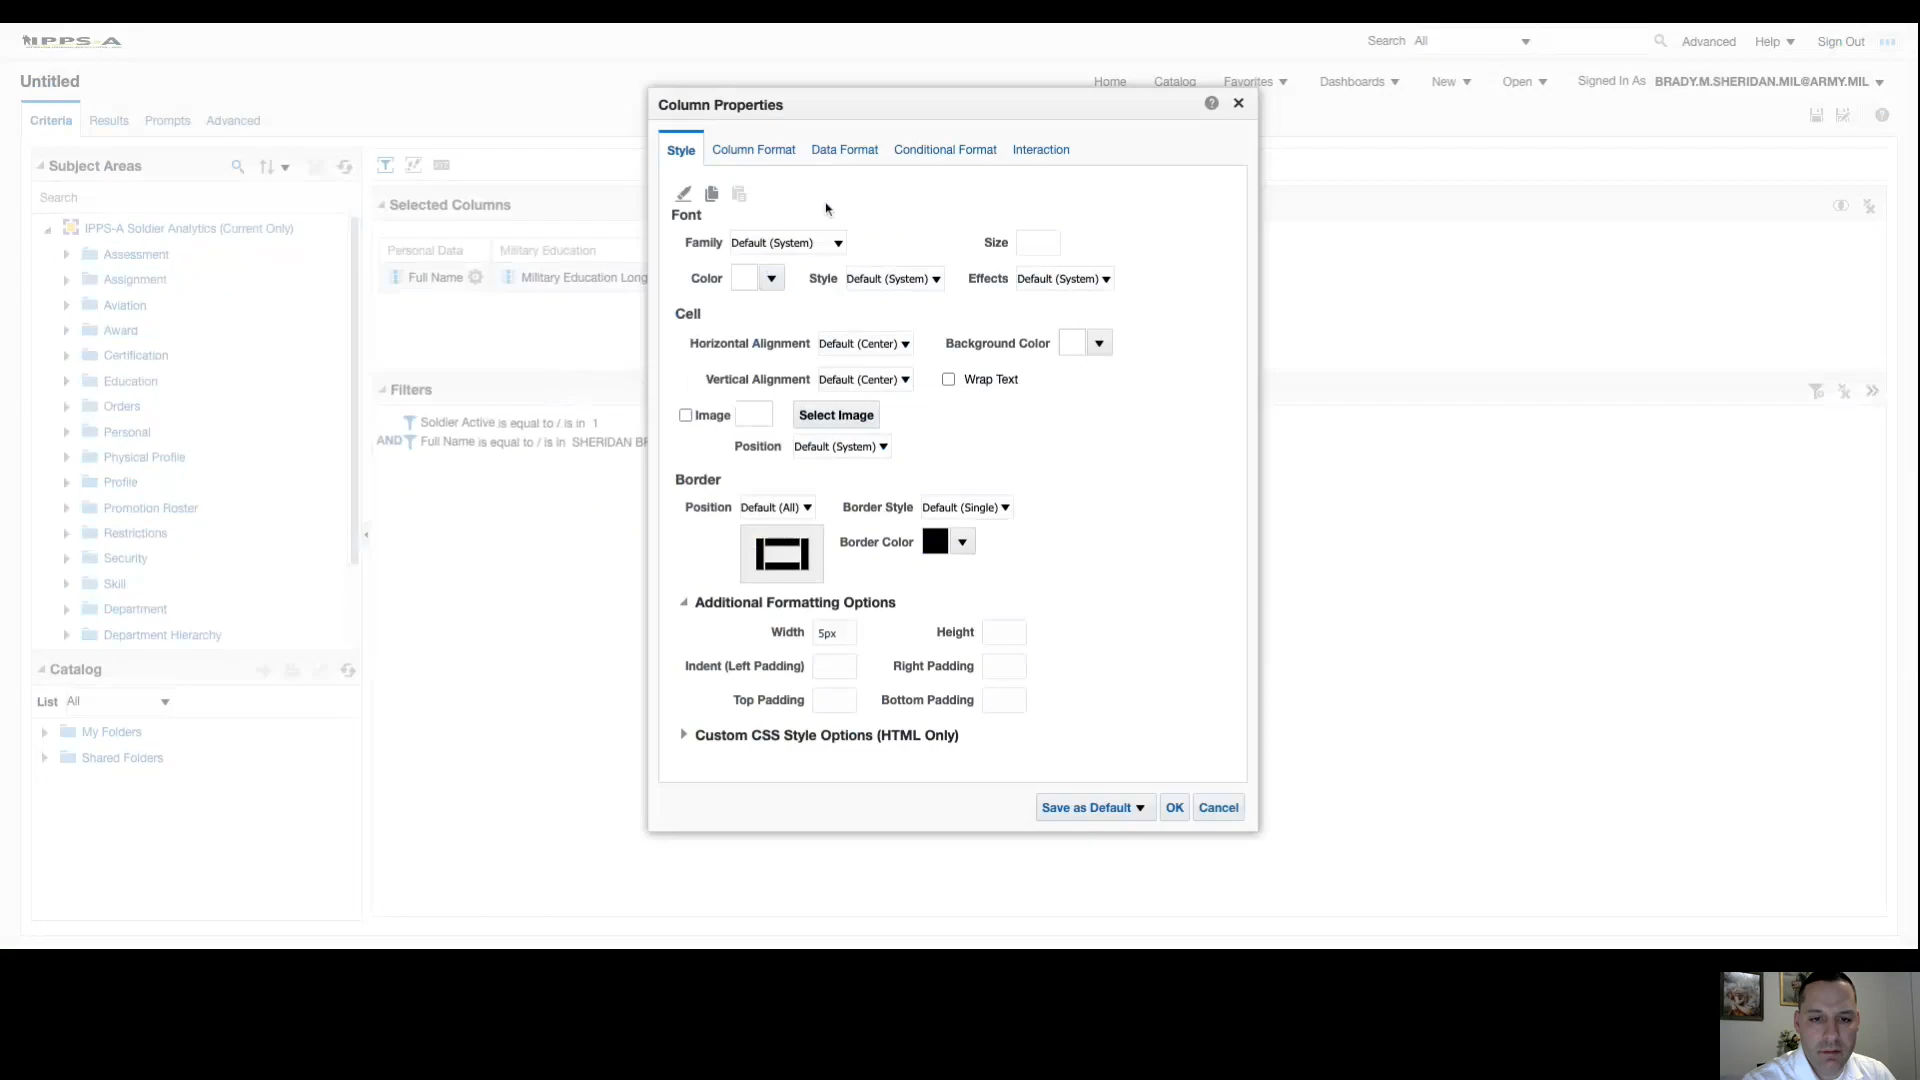 IPPS-A
Search All
Advanced Help Sign Out
Untitled
Home Catalog Favorites Dashboards New Open Signed In As BRADY.M.SHERIDAN.MIL@ARMY.MIL
Criteria Results Prompts Advanced
Subject Areas
Search
IPPS-A Soldier Analytics (Current Only)
Assessment
Assignment
Aviation
Award
Certification
Education
Orders
Personal
Physical Profile
Profile
Promotion Roster
Restrictions
Security
Skill
Department
Department Hierarchy
Catalog
List All
My Folders
Shared Folders
Selected Columns
Personal Data Military Education
Full Name Military Education Long
Filters
Soldier Active is equal to / is in 1
AND Full Name is equal to / is in SHERIDAN BR
Column Properties
Style Column Format Data Format Conditional Format Interaction
Font
Family Default (System) Size
Color Style Default (System) Effects Default (System)
Cell
Horizontal Alignment Default (Center) Background Color
Vertical Alignment Default (Center) Wrap Text
Image Select Image
Position Default (System)
Border
Position Default (All) Border Style Default (Single)
Border Color
Additional Formatting Options
Width 5px Height
Indent (Left Padding) Right Padding
Top Padding Bottom Padding
Custom CSS Style Options (HTML Only)
Save as Default OK Cancel